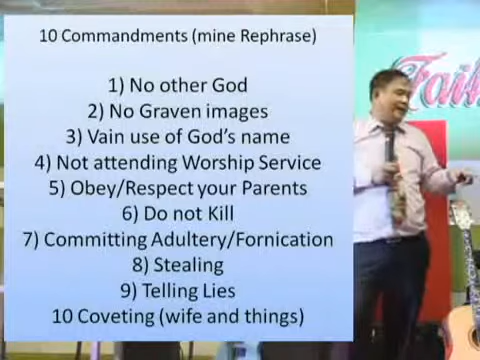 10 Commandments (mine Rephrase)
1) No other God
2) No Graven images
3) Vain use of God's name
4) Not attending Worship Service
5) Obey/Respect your Parents
6) Do not Kill
7) Committing Adultery/Fornication
8) Stealing
9) Telling Lies
10 Coveting (wife and things)